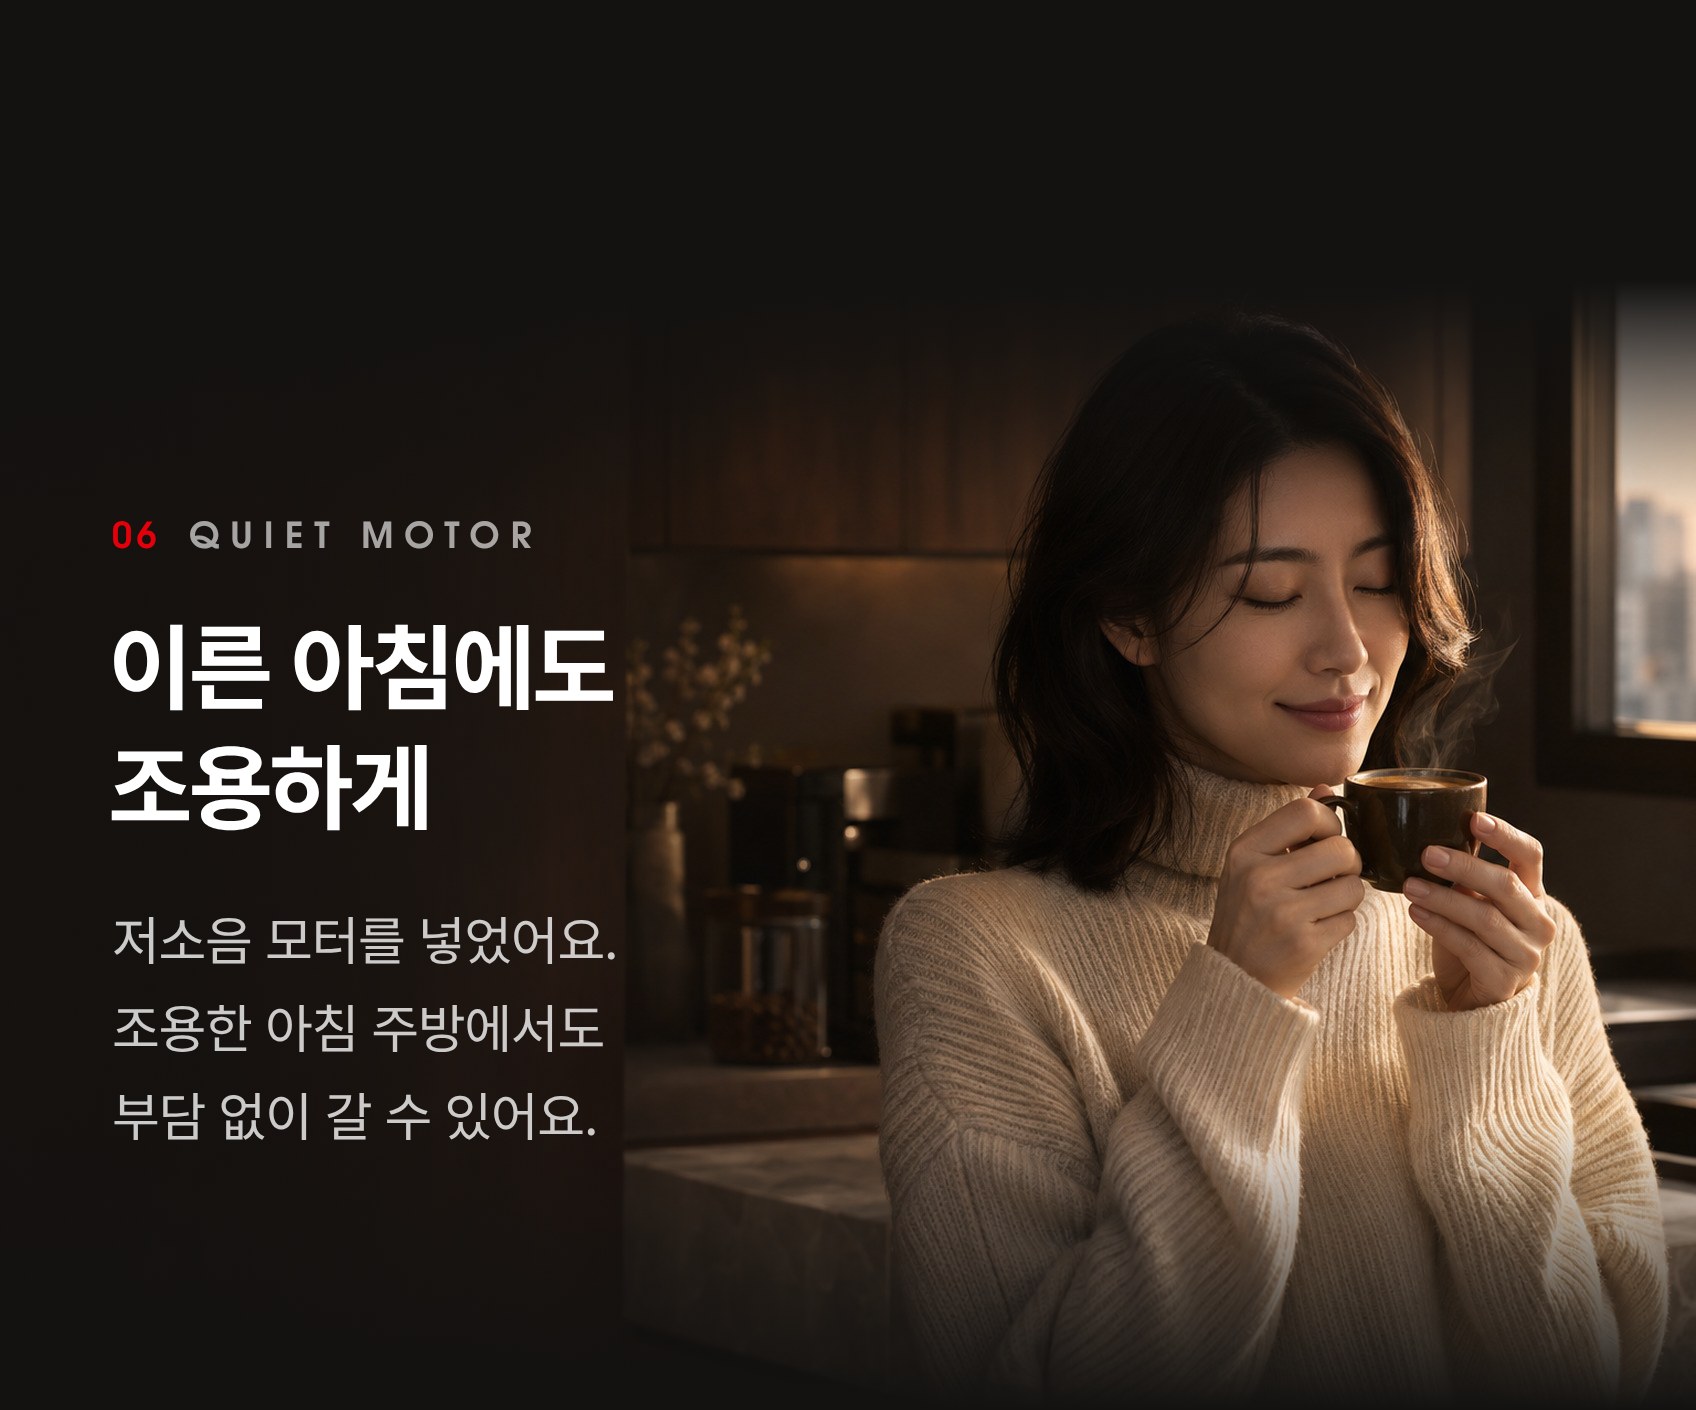 06 QUIET MOTOR
이른 아침에도
조용하게
저소음 모터를 넣었어요.
조용한 아침 주방에서도
부담 없이 갈 수 있어요.